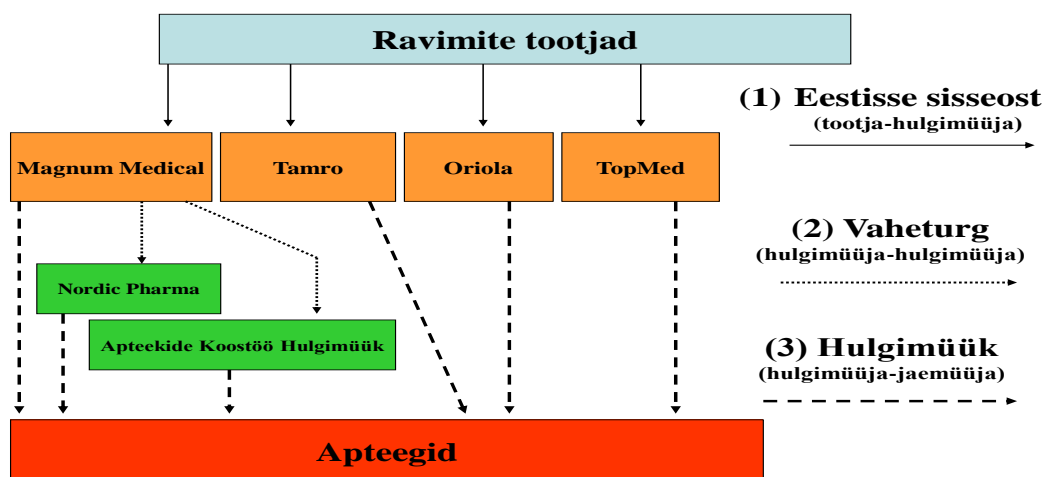 Ravimite tootjad
(1) Eestisse sisseost
(tootja-hulgimüüja)
Magnum Medical
Tamro
Oriola
TopMed
(2) Vaheturg
(hulgimüüja-hulgimüüja)
Nordic Pharma
Apteekide Koostöö Hulgimüük
(3) Hulgimüük
(hulgimüüja-jaemüüja)
Apteegid